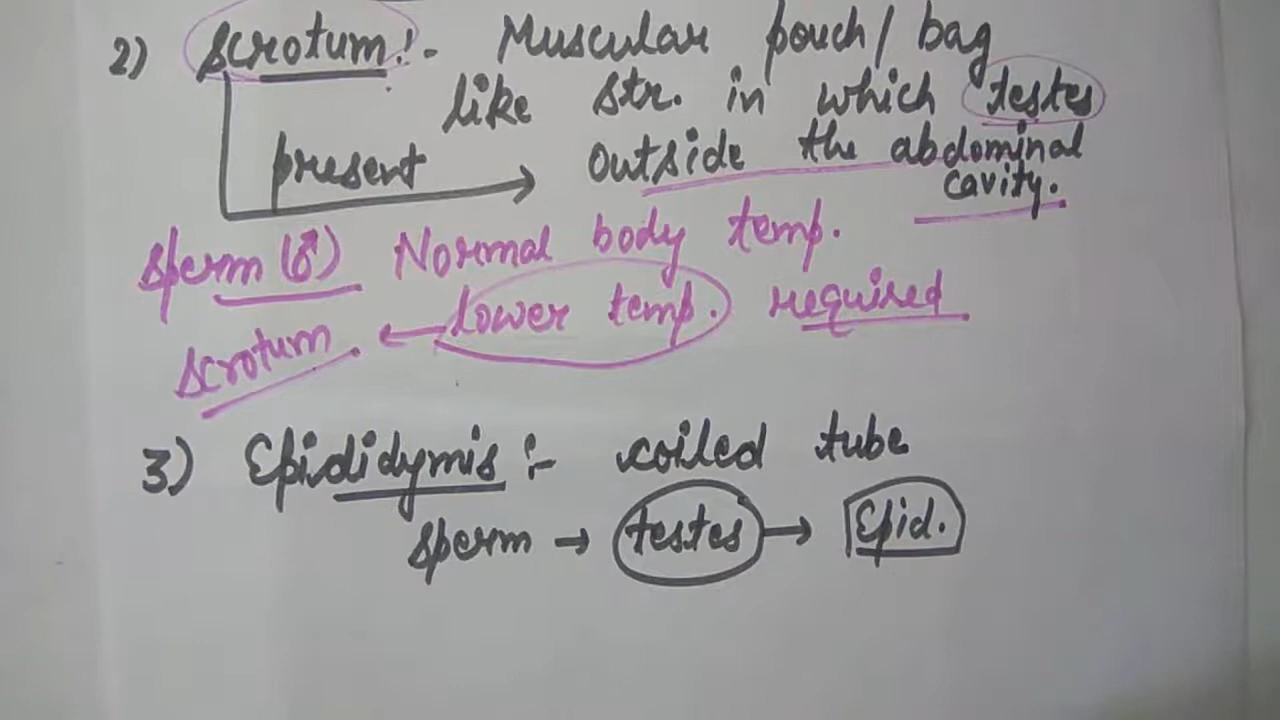 2) Scrotum:- Muscular pouch/bag
like str. in which testes
present → outside the abdominal
cavity.
Sperm (♂) Normal body temp.
Scrotum. ← lower temp. required
3) Epididymis :- coiled tube
Sperm → testes → Epid.